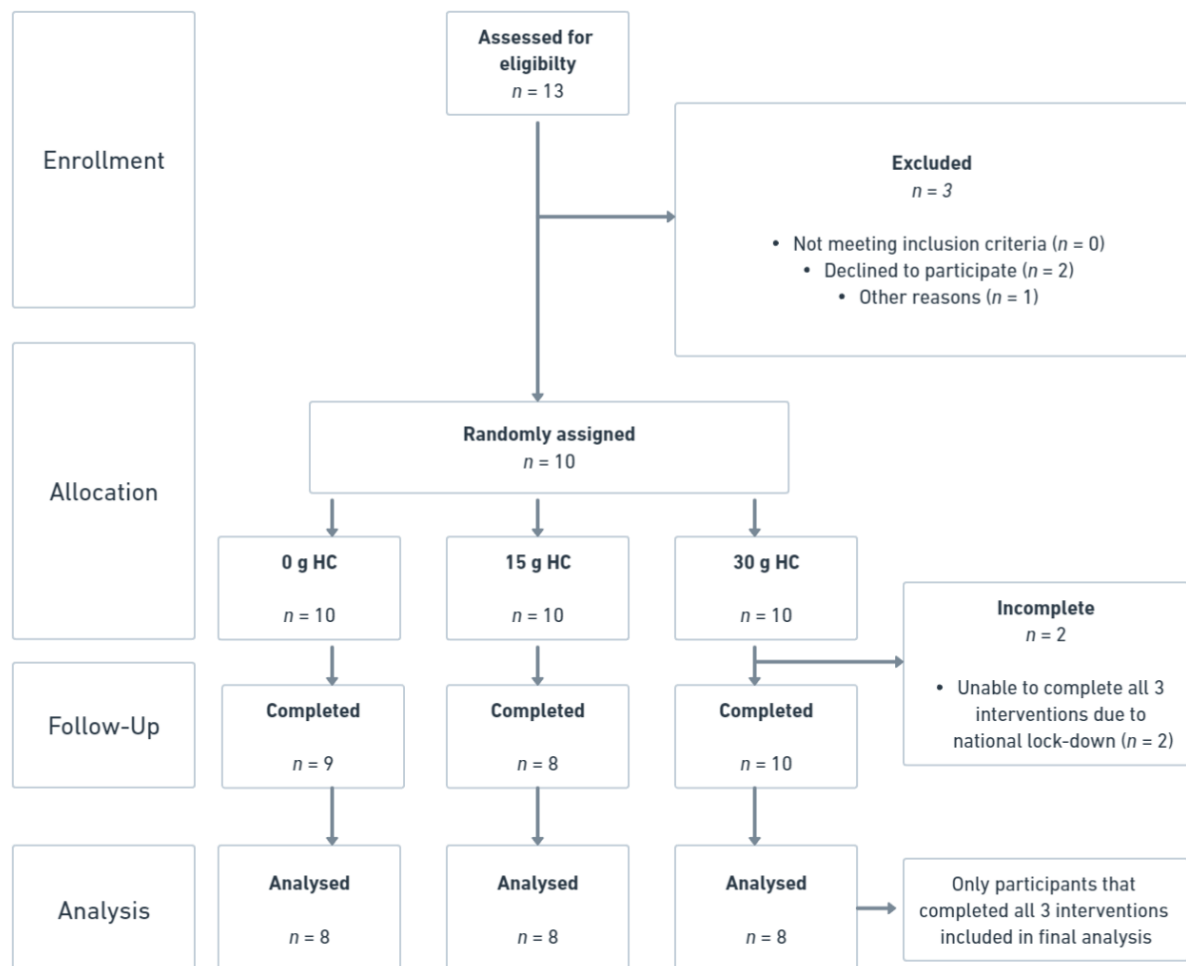 Assessed for
eligibilty
n = 13
Enrollment
Excluded
n = 3
• Not meeting inclusion criteria (n = 0)
• Declined to participate (n = 2)
• Other reasons (n = 1)
Allocation
Randomly assigned
n = 10
0 g HC
n = 10
15 g HC
n = 10
30 g HC
n = 10
Incomplete
n = 2
• Unable to complete all 3
interventions due to
national lock-down (n = 2)
Follow-Up
Completed
n = 9
Completed
n = 8
Completed
n = 10
Analysis
Analysed
n = 8
Analysed
n = 8
Analysed
n = 8
Only participants that
completed all 3 interventions
included in final analysis